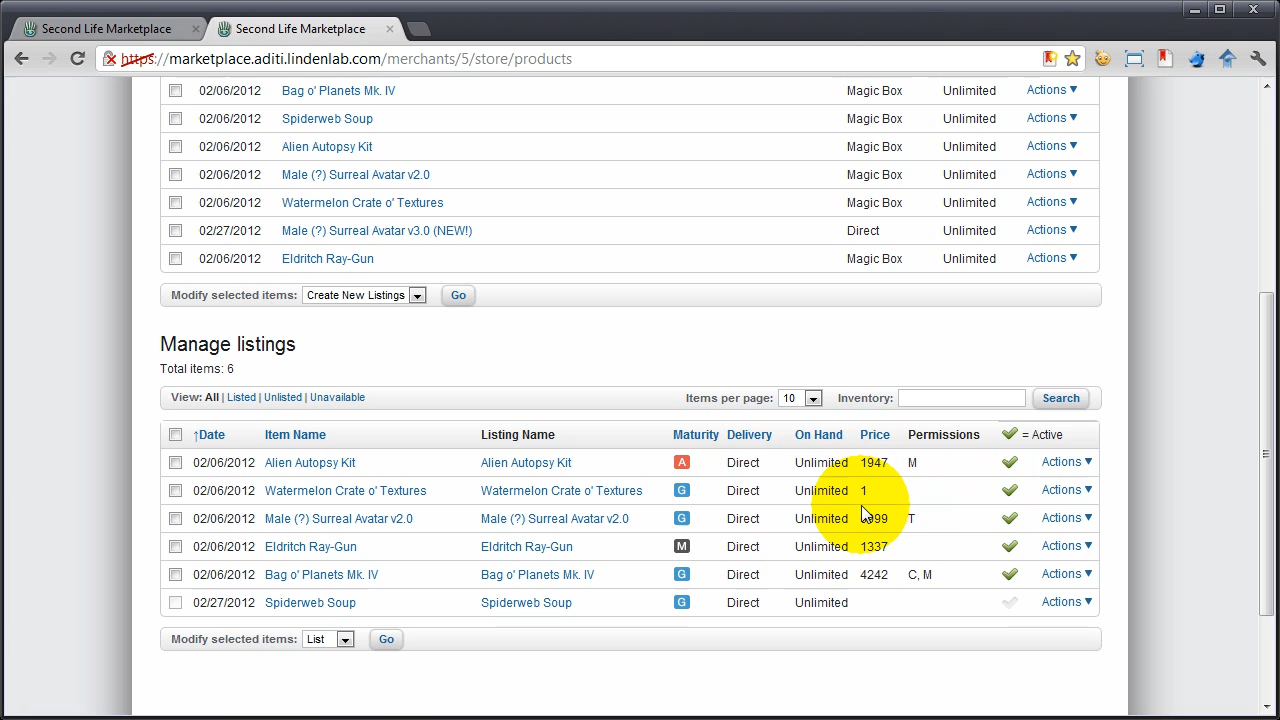 Second Life Marketplace × Second Life Marketplace ×
https://marketplace.aditi.lindenlab.com/merchants/5/store/products
02/06/2012 Bag o' Planets Mk. IV Magic Box Unlimited Actions ▼
02/06/2012 Spiderweb Soup Magic Box Unlimited Actions ▼
02/06/2012 Alien Autopsy Kit Magic Box Unlimited Actions ▼
02/06/2012 Male (?) Surreal Avatar v2.0 Magic Box Unlimited Actions ▼
02/06/2012 Watermelon Crate o' Textures Magic Box Unlimited Actions ▼
02/27/2012 Male (?) Surreal Avatar v3.0 (NEW!) Direct Unlimited Actions ▼
02/06/2012 Eldritch Ray-Gun Magic Box Unlimited Actions ▼
Modify selected items: Create New Listings Go
Manage listings
Total items: 6
View: All | Listed | Unlisted | Unavailable Items per page: 10 Inventory: Search
↑Date Item Name Listing Name Maturity Delivery On Hand Price Permissions ✔ = Active
02/06/2012 Alien Autopsy Kit Alien Autopsy Kit A Direct Unlimited 1947 M ✔ Actions ▼
02/06/2012 Watermelon Crate o' Textures Watermelon Crate o' Textures G Direct Unlimited 1 ✔ Actions ▼
02/06/2012 Male (?) Surreal Avatar v2.0 Male (?) Surreal Avatar v2.0 G Direct Unlimited T ✔ Actions ▼
02/06/2012 Eldritch Ray-Gun Eldritch Ray-Gun M Direct Unlimited 1337 ✔ Actions ▼
02/06/2012 Bag o' Planets Mk. IV Bag o' Planets Mk. IV G Direct Unlimited 4242 C, M ✔ Actions ▼
02/27/2012 Spiderweb Soup Spiderweb Soup G Direct Unlimited ✔ Actions ▼
Modify selected items: List Go